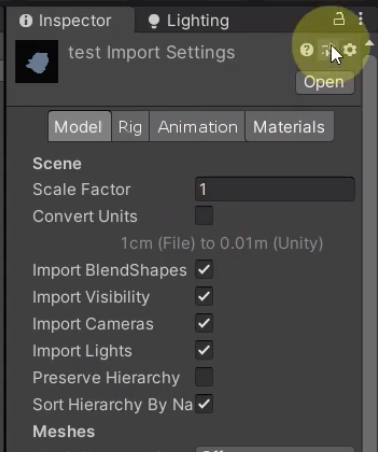 Inspector
Lighting
test Import Settings
Open
Model Rig Animation Materials
Scene
Scale Factor 1
Convert Units
1cm (File) to 0.01m (Unity)
Import BlendShapes
Import Visibility
Import Cameras
Import Lights
Preserve Hierarchy
Sort Hierarchy By Na
Meshes